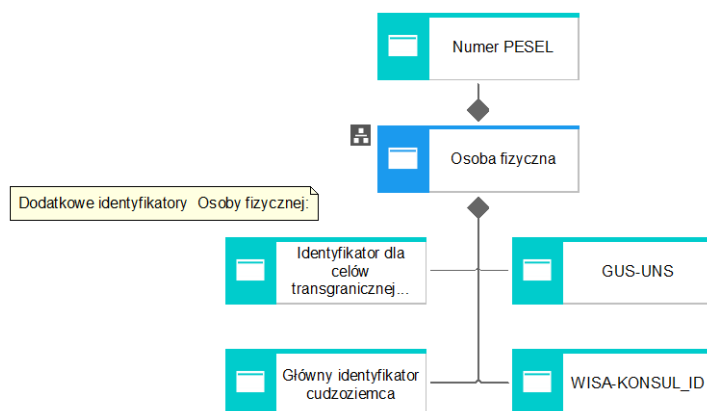 Numer PESEL
Osoba fizyczna
Dodatkowe identyfikatory Osoby fizycznej:
Identyfikator dla
celów
transgranicznej...
GUS-UNS
Główny identyfikator
cudzoziemca
WISA-KONSUL_ID